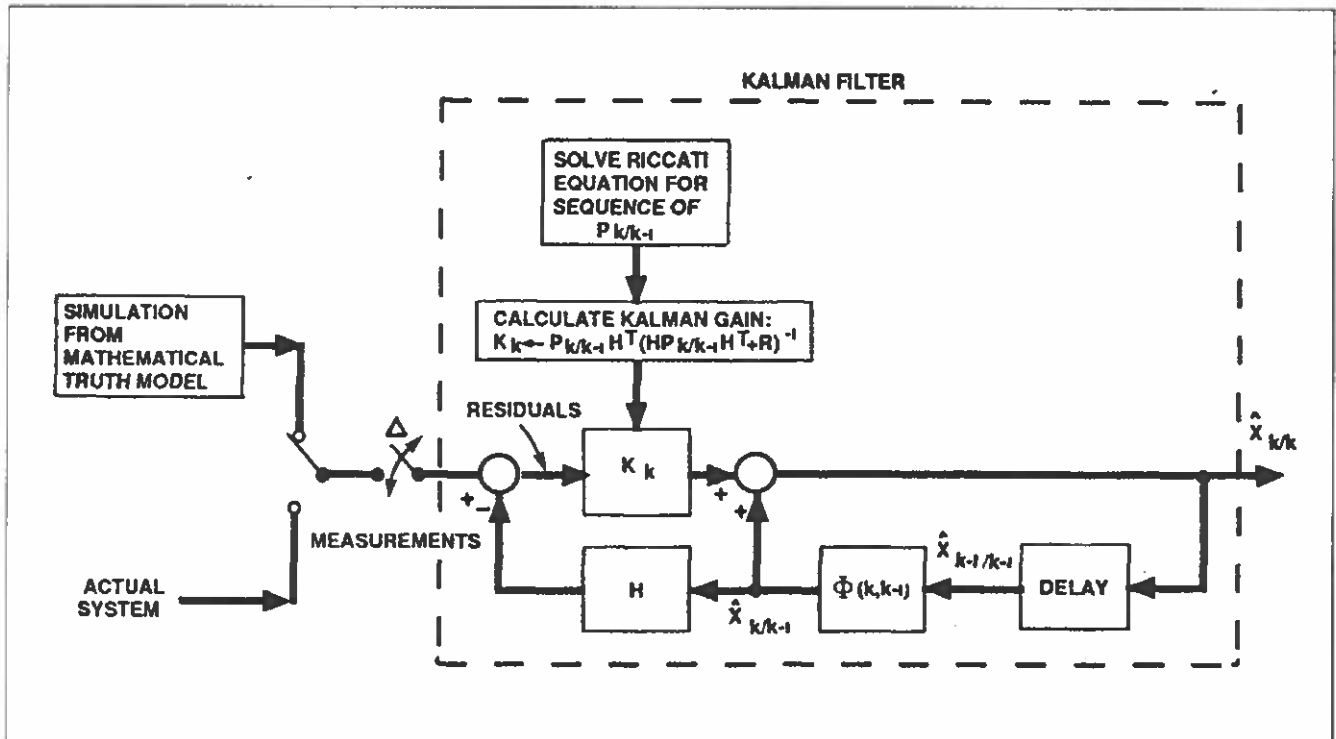 KALMAN FILTER
SOLVE RICCATI
EQUATION FOR
SEQUENCE OF
P k/k-1
SIMULATION
FROM
MATHEMATICAL
TRUTH MODEL
CALCULATE KALMAN GAIN:
K k ← P k/k-1 H T (HP k/k-1 H T +R) -1
RESIDUALS
Δ
K k
x̂ k/k
+
-
+
+
MEASUREMENTS
ACTUAL
SYSTEM
H
x̂ k/k-1
Φ (k,k-1)
x̂ k-1/k-1
DELAY